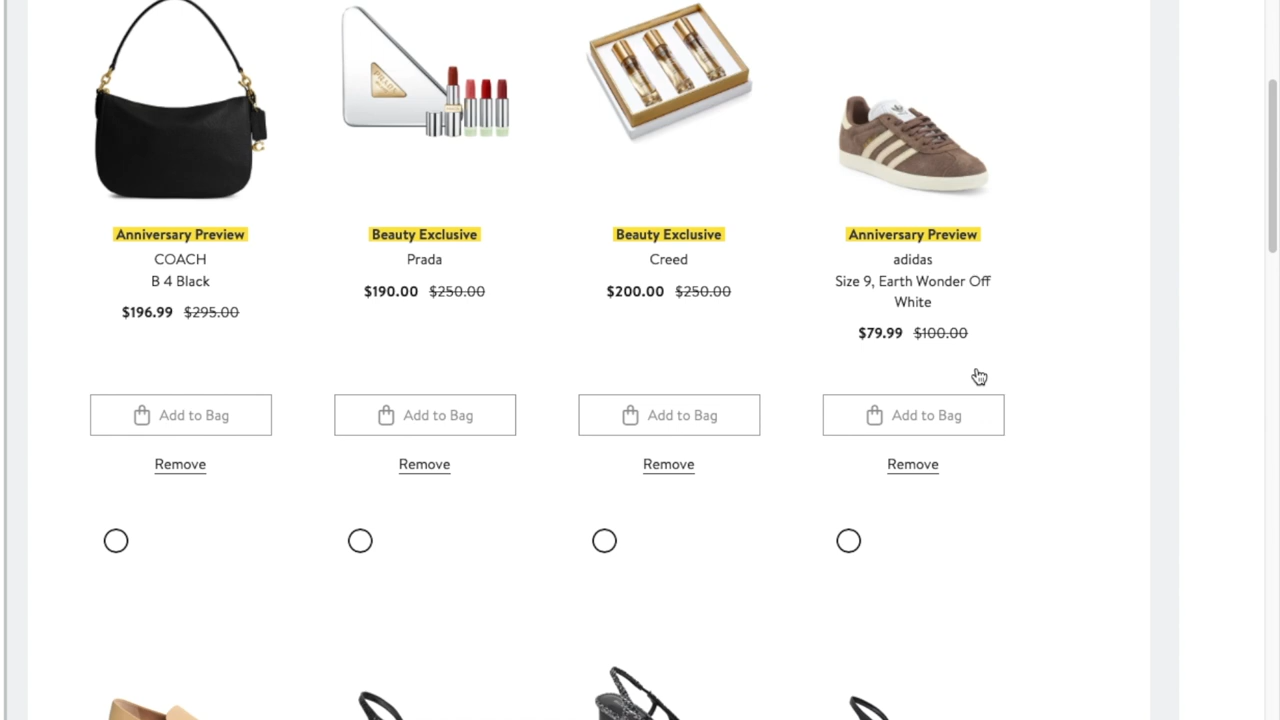 PRADA
Anniversary Preview
COACH
B 4 Black
$196.99 $295.00
Add to Bag
Remove
Beauty Exclusive
Prada
$190.00 $250.00
Add to Bag
Remove
Beauty Exclusive
Creed
$200.00 $250.00
Add to Bag
Remove
Anniversary Preview
adidas
Size 9, Earth Wonder Off
White
$79.99 $100.00
Add to Bag
Remove